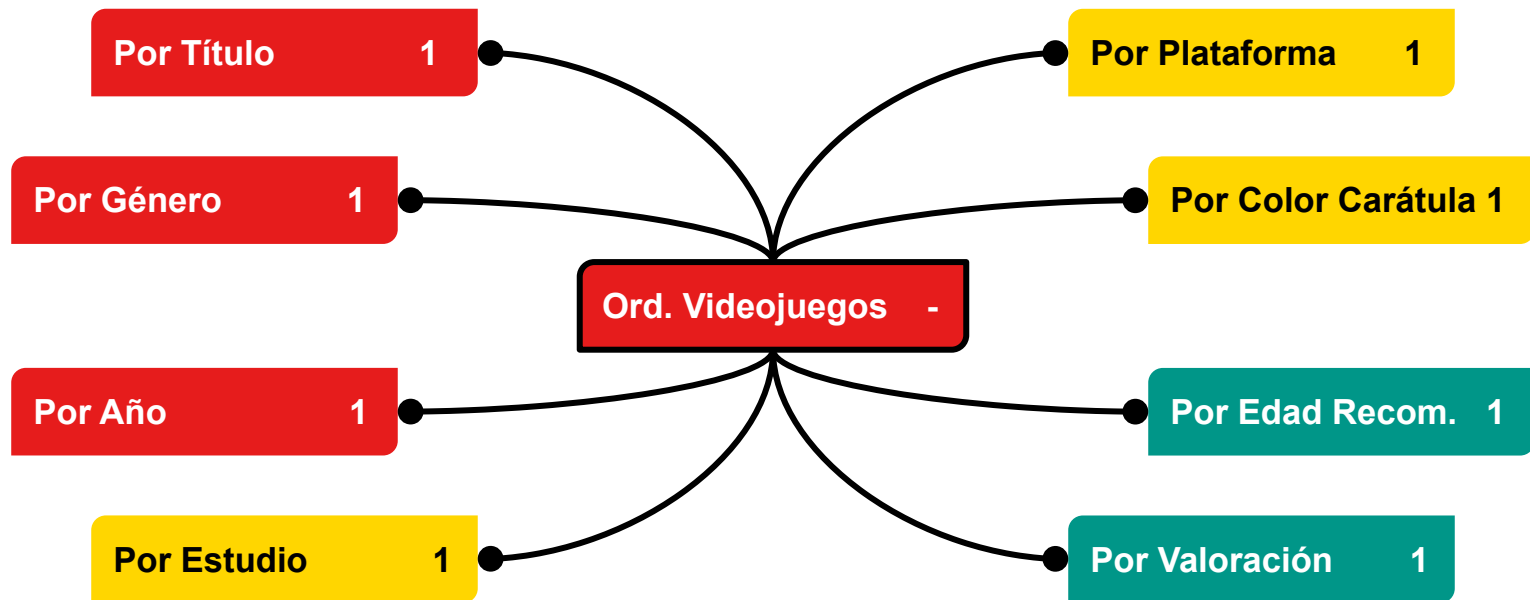 Por Título 1
Por Plataforma 1
Por Género 1
Por Color Carátula 1
Ord. Videojuegos -
Por Año 1
Por Edad Recom. 1
Por Estudio 1
Por Valoración 1